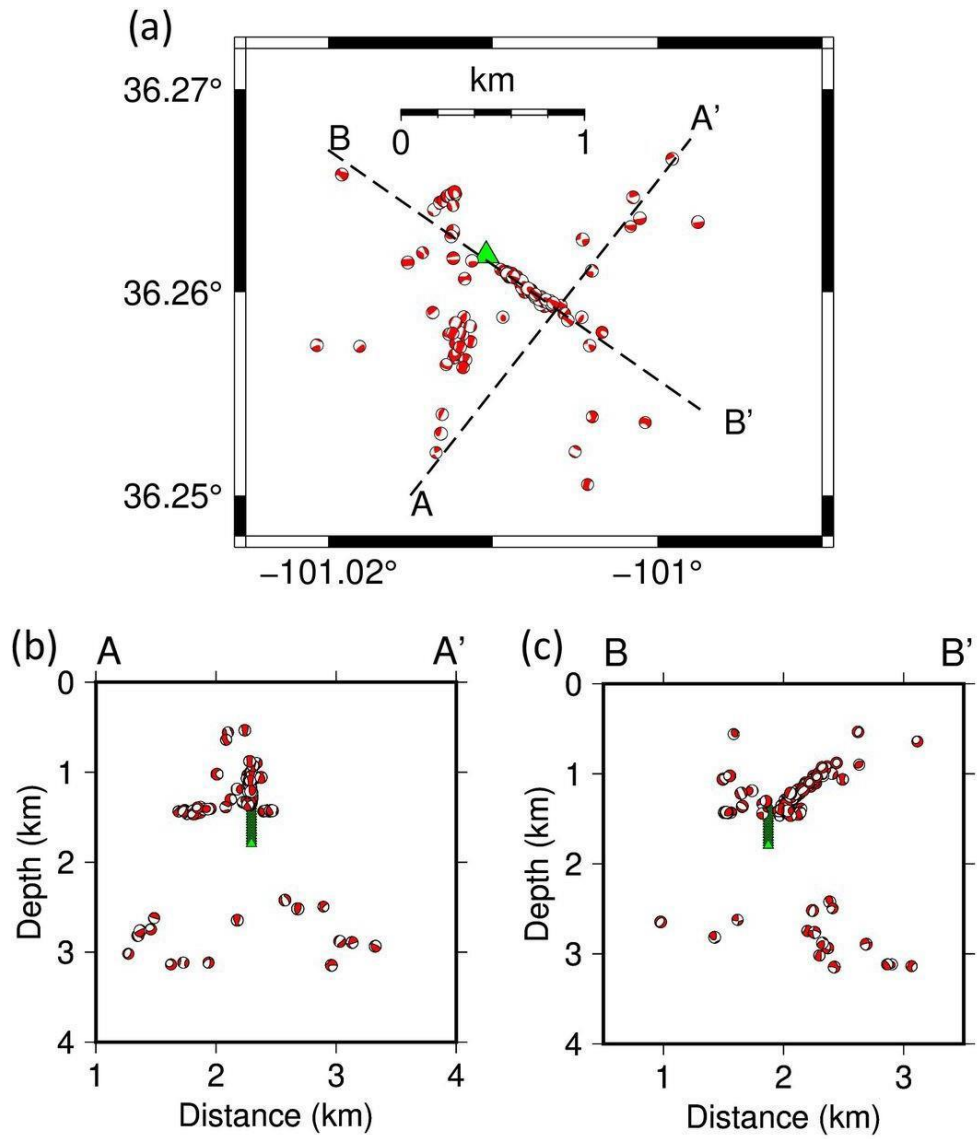 (a)
km
0 1
36.27°
36.26°
36.25°
B
A'
A
B'
−101.02° −101°
(b)
A A'
0
1
2
3
4
Depth (km)
1 2 3 4
Distance (km)
(c)
B B'
0
1
2
3
4
Depth (km)
1 2 3
Distance (km)